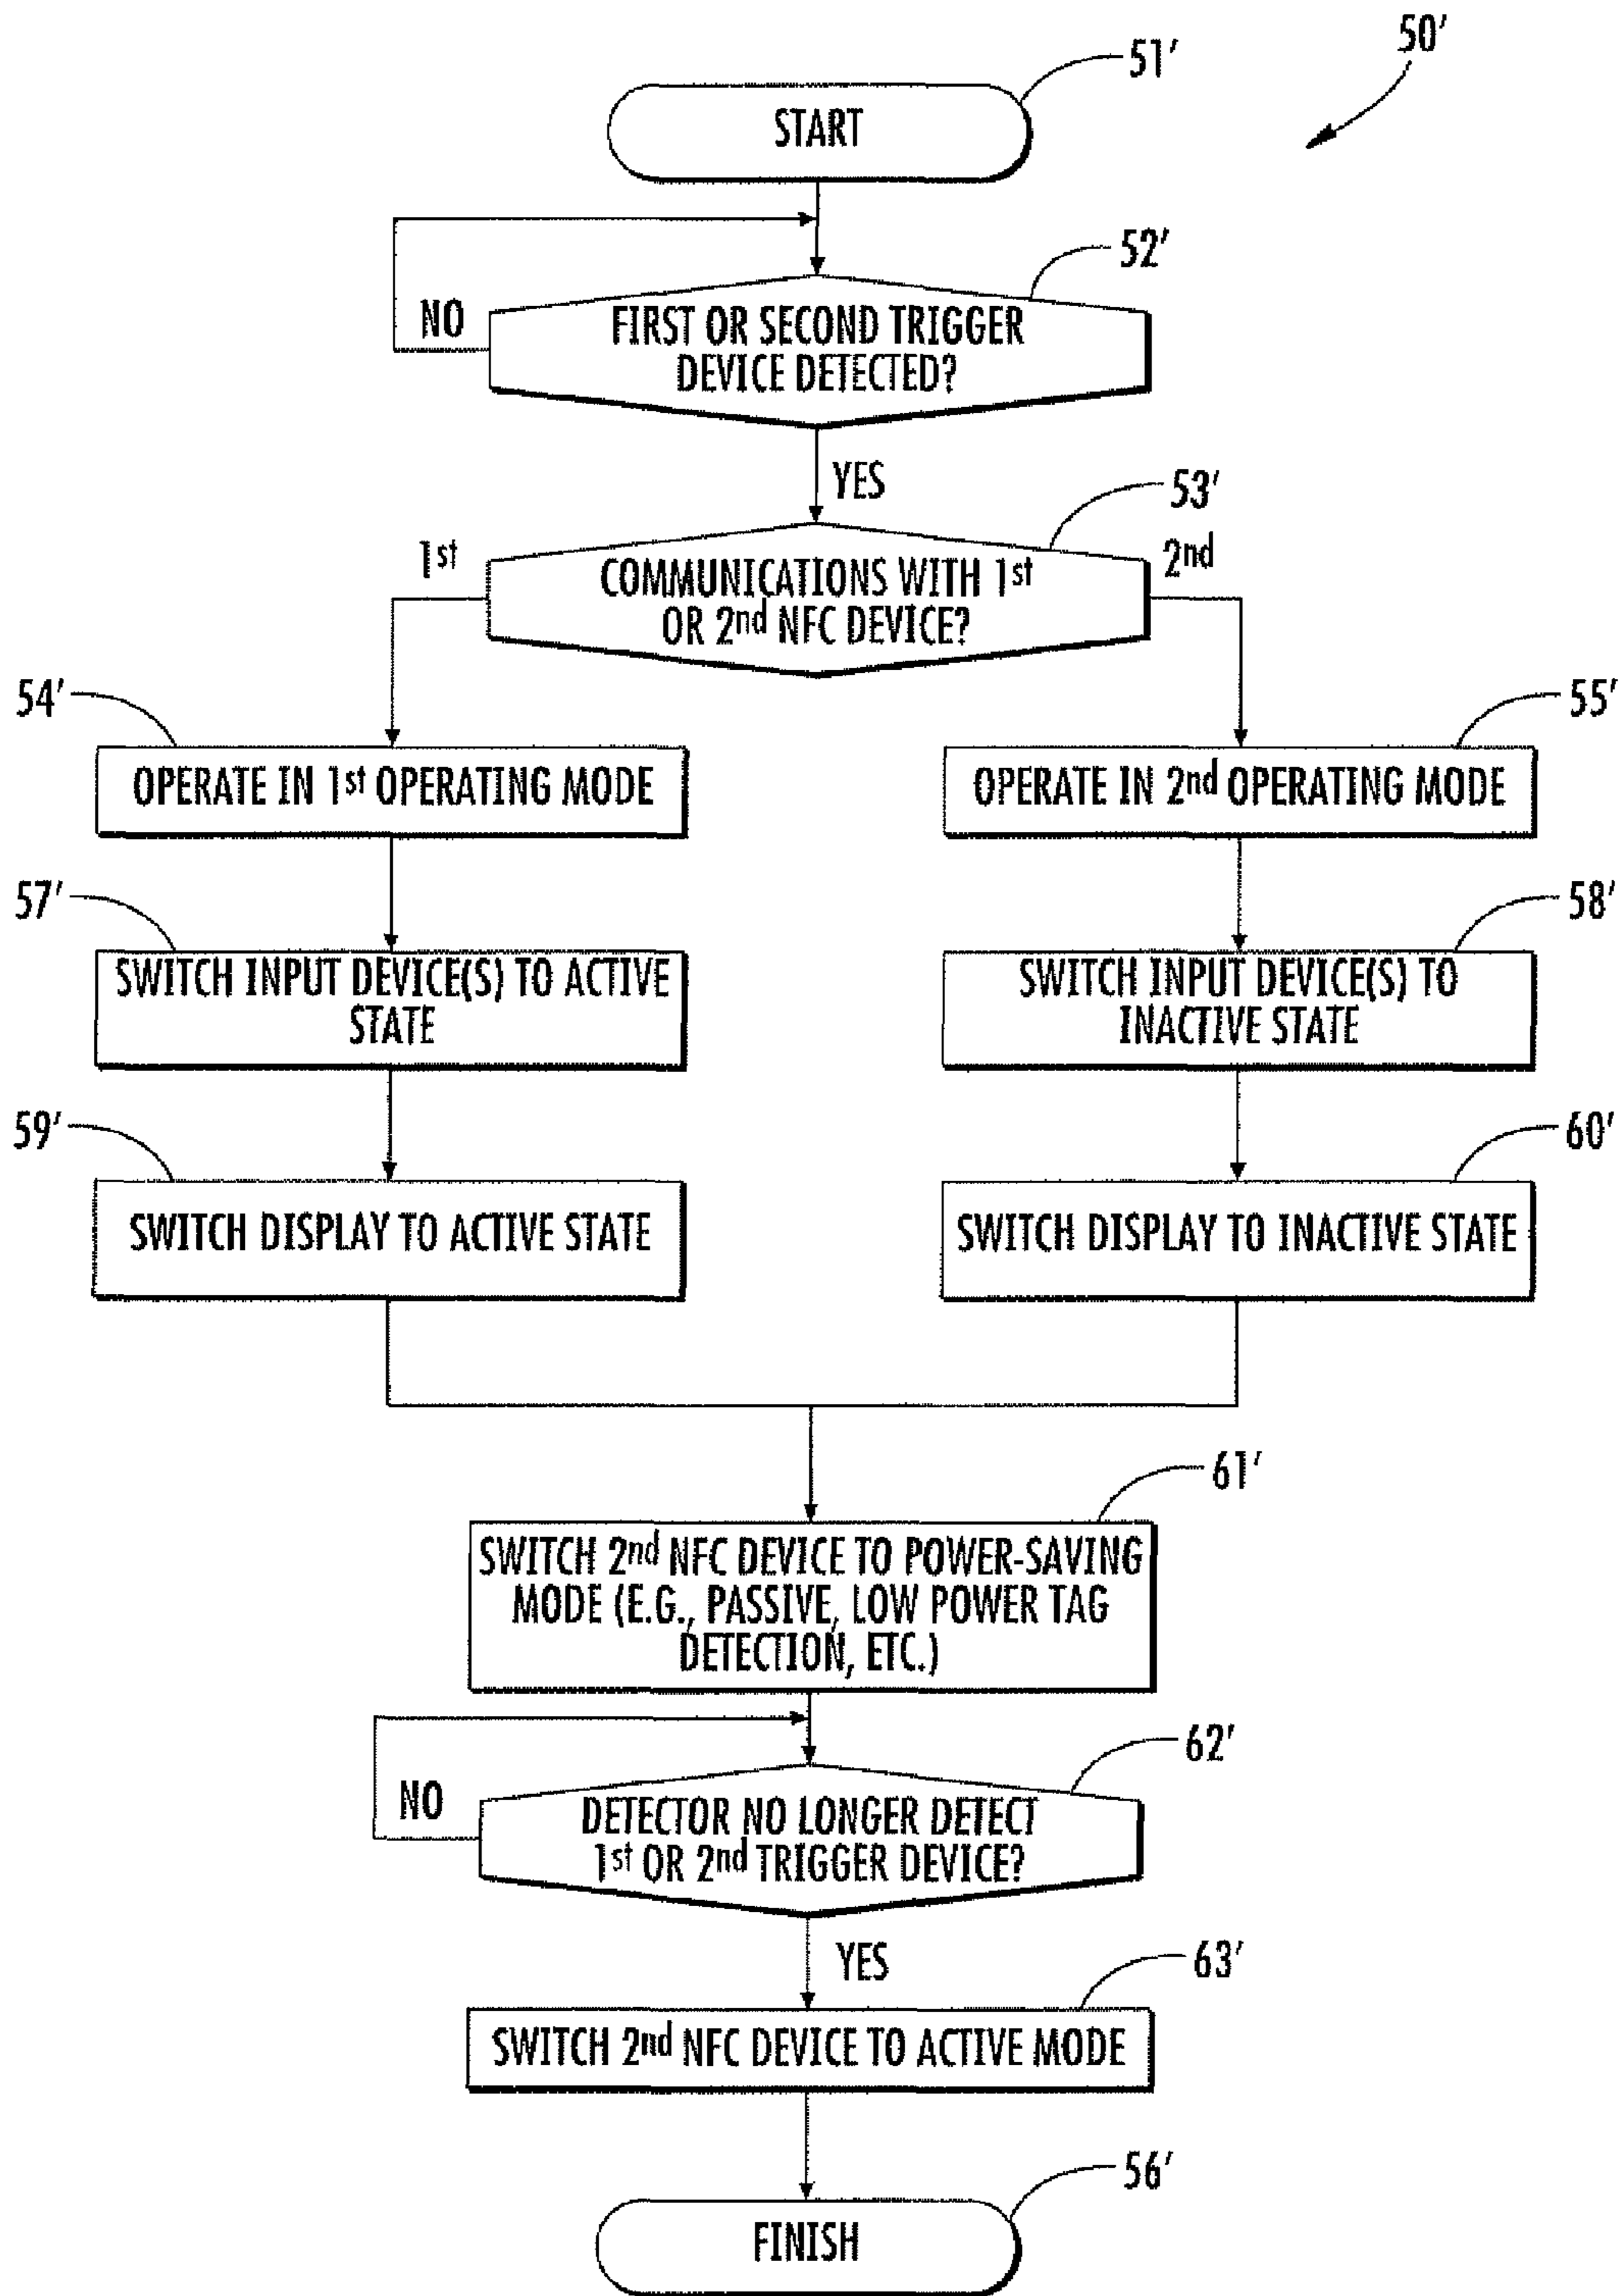 50'
51'
START
52'
NO
FIRST OR SECOND TRIGGER
DEVICE DETECTED?
YES
53'
1st
2nd
COMMUNICATIONS WITH 1st
OR 2nd NFC DEVICE?
54'
55'
OPERATE IN 1st OPERATING MODE
OPERATE IN 2nd OPERATING MODE
57'
58'
SWITCH INPUT DEVICE(S) TO ACTIVE
STATE
SWITCH INPUT DEVICE(S) TO
INACTIVE STATE
59'
60'
SWITCH DISPLAY TO ACTIVE STATE
SWITCH DISPLAY TO INACTIVE STATE
61'
SWITCH 2nd NFC DEVICE TO POWER-SAVING
MODE (E.G., PASSIVE, LOW POWER TAG
DETECTION, ETC.)
62'
NO
DETECTOR NO LONGER DETECT
1st OR 2nd TRIGGER DEVICE?
YES
63'
SWITCH 2nd NFC DEVICE TO ACTIVE MODE
56'
FINISH